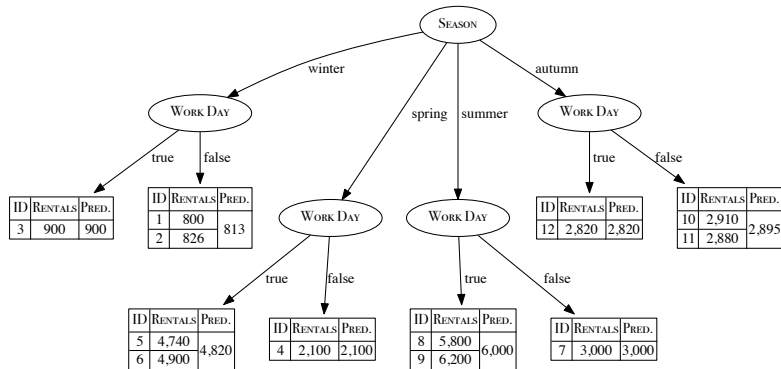 SEASON
winter
spring
summer
autumn
WORK DAY
WORK DAY
true
false
true
false
ID RENTALS PRED.
3 900 900
ID RENTALS PRED.
1 800 813
2 826
WORK DAY
WORK DAY
ID RENTALS PRED.
12 2,820 2,820
ID RENTALS PRED.
10 2,910 2,895
11 2,880
true
false
true
false
ID RENTALS PRED.
5 4,740 4,820
6 4,900
ID RENTALS PRED.
4 2,100 2,100
ID RENTALS PRED.
8 5,800 6,000
9 6,200
ID RENTALS PRED.
7 3,000 3,000